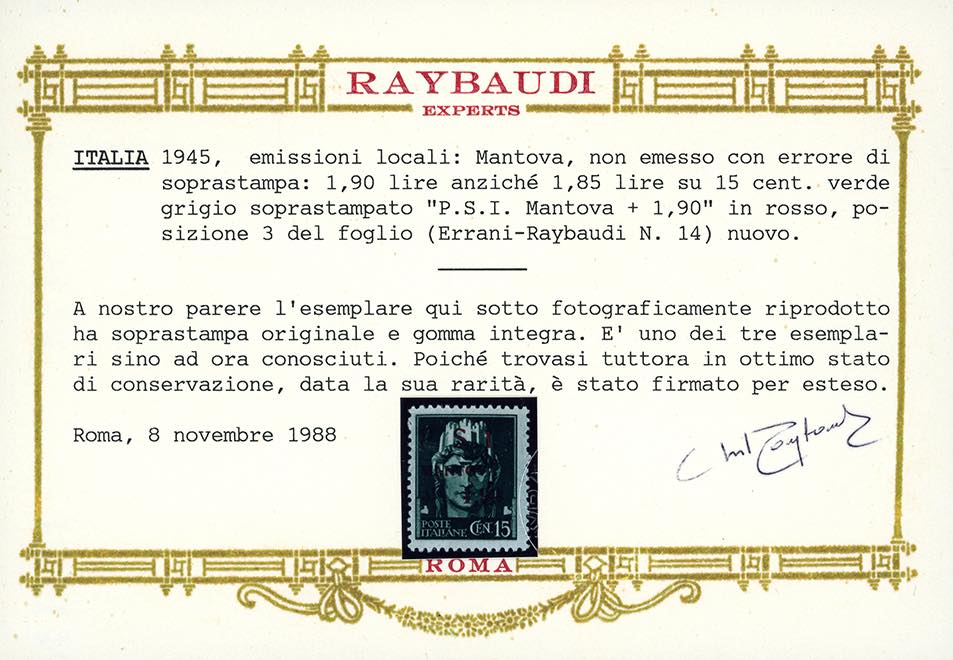 RAYBAUDI
EXPERTS
ITALIA 1945, emissioni locali: Mantova, non emesso con errore di
soprastampa: 1,90 lire anziché 1,85 lire su 15 cent. verde
grigio soprastampato "P.S.I. Mantova + 1,90" in rosso, po-
sizione 3 del foglio (Errani-Raybaudi N. 14) nuovo.
A nostro parere l'esemplare qui sotto fotograficamente riprodotto
ha soprastampa originale e gomma integra. E' uno dei tre esempla-
ri sino ad ora conosciuti. Poiché trovasi tuttora in ottimo stato
di conservazione, data la sua rarità, è stato firmato per esteso.
Roma, 8 novembre 1988
POSTE
ITALIANE CEN. 15
ROMA